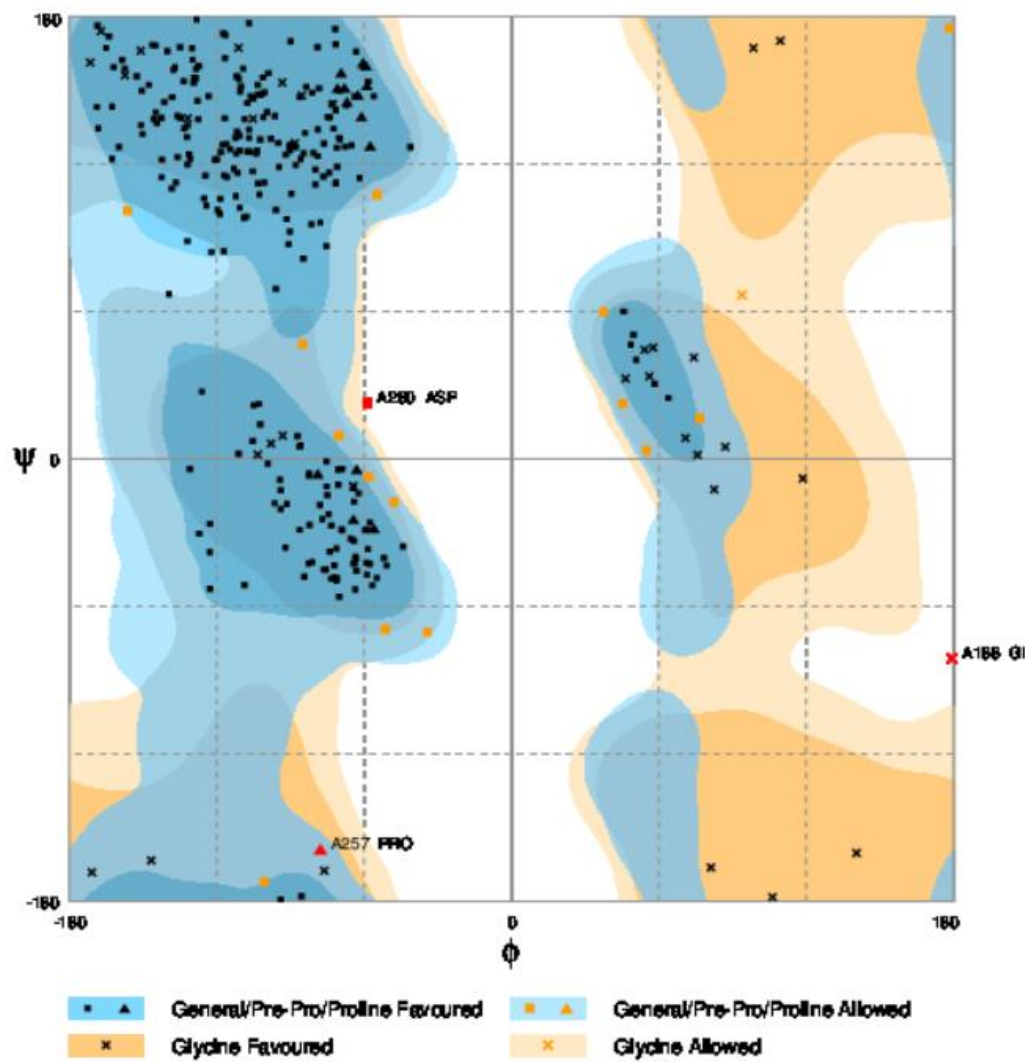 180
ASP
Ψ 0
A257 PRO
-180
-180 0 180
ϕ
General/Pre-Pro/Proline Favoured General/Pre-Pro/Proline Allowed
Glycine Favoured Glycine Allowed